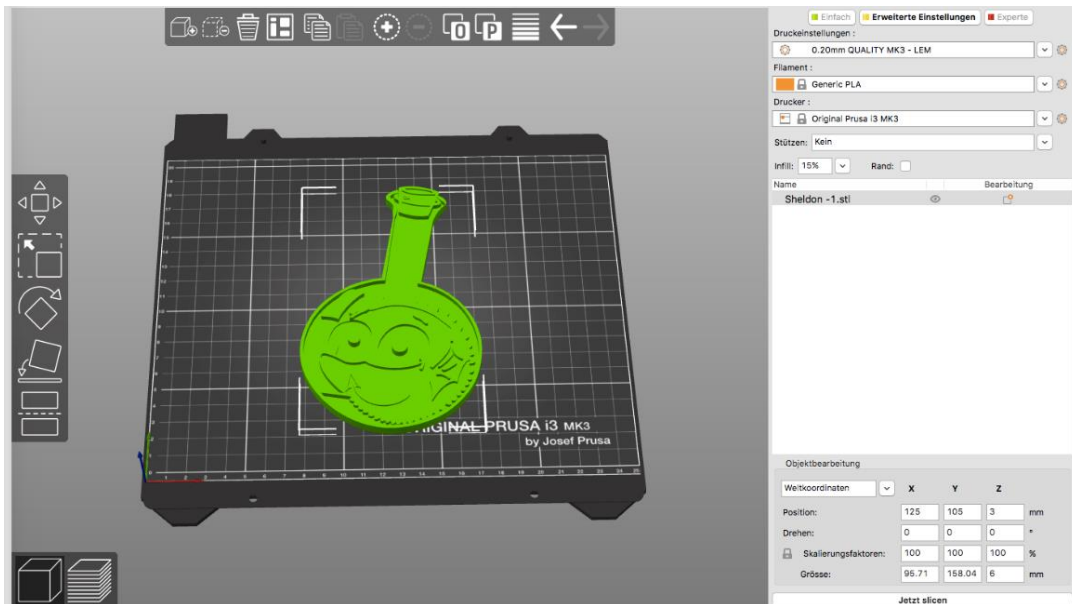 Einfach Erweiterte Einstellungen Experte
Druckeinstellungen :
0.20mm QUALITY MK3 - LEM
Filament :
Generic PLA
Drucker :
Original Prusa i3 MK3
Stützen: Kein
Infill: 15% Rand:
Name Bearbeitung
Sheldon -1.stl
ORIGINAL PRUSA i3 MK3
by Josef Prusa
Objektbearbeitung
Weltkoordinaten X Y Z
Position: 125 105 3 mm
Drehen: 0 0 0 °
Skalierungsfaktoren: 100 100 100 %
Grösse: 95.71 158.04 6 mm
Jetzt slicen